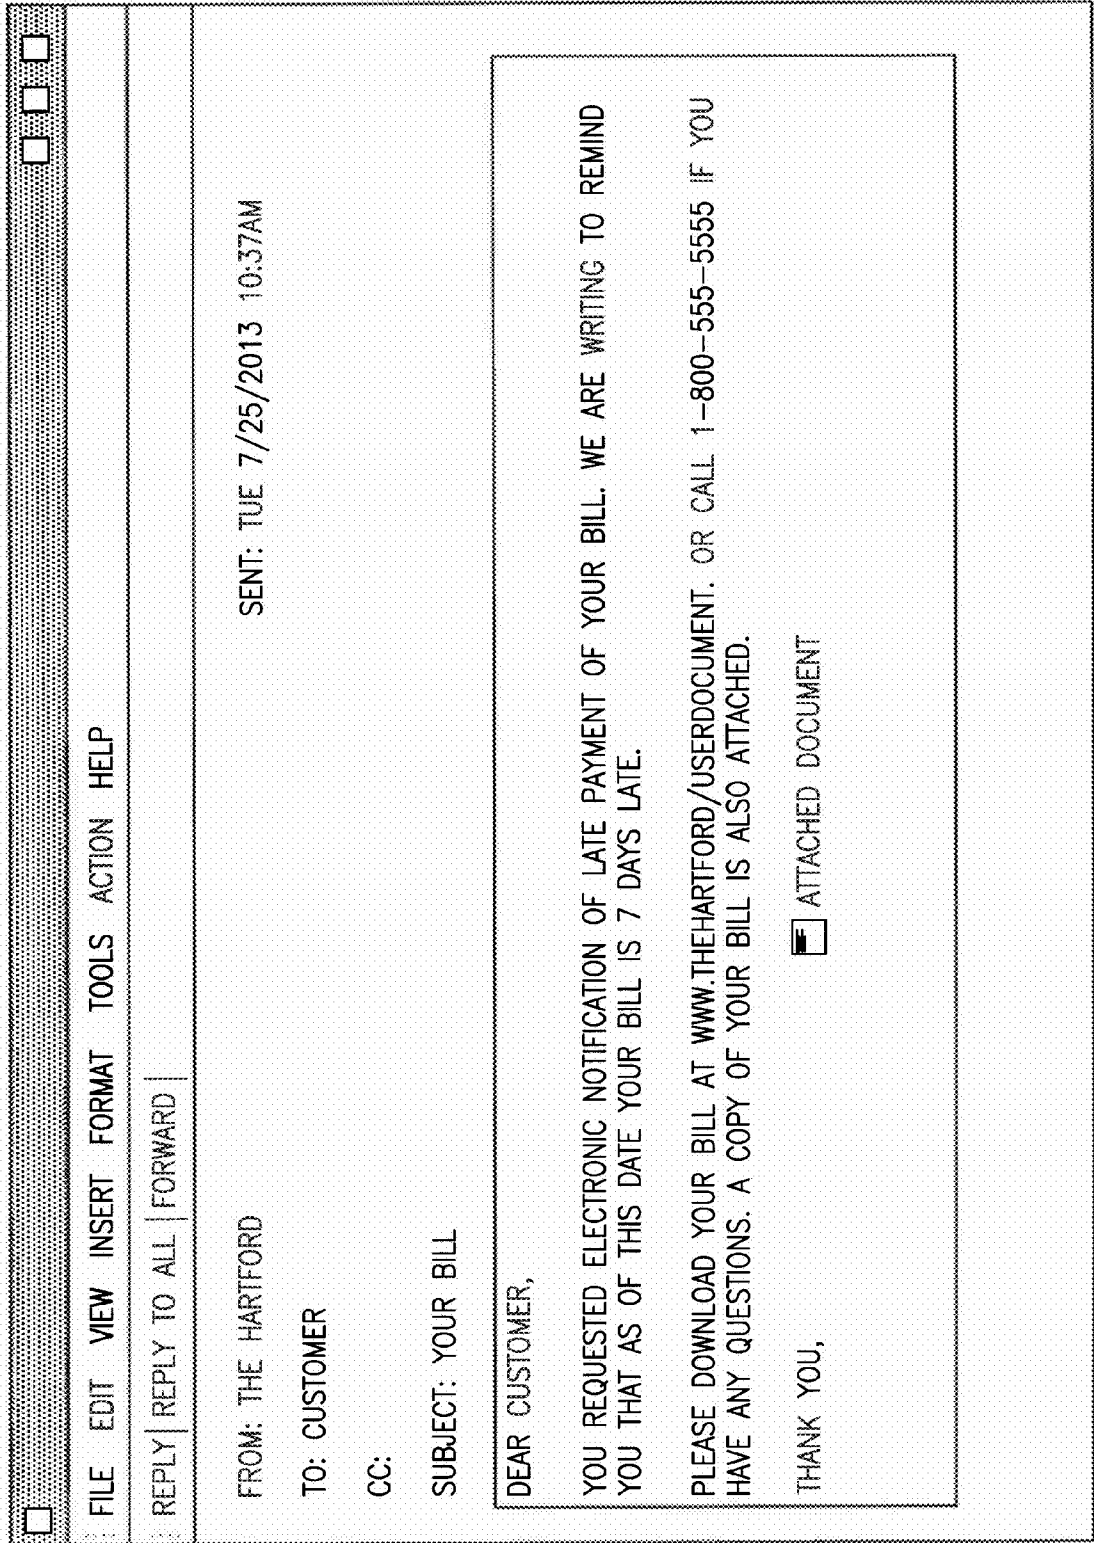 FILE EDIT VIEW INSERT FORMAT TOOLS ACTION HELP
REPLY REPLY TO ALL FORWARD
FROM: THE HARTFORD SENT: TUE 7/25/2013 10:37AM
TO: CUSTOMER
CC:
SUBJECT: YOUR BILL
DEAR CUSTOMER,
YOU REQUESTED ELECTRONIC NOTIFICATION OF LATE PAYMENT OF YOUR BILL. WE ARE WRITING TO REMIND
YOU THAT AS OF THIS DATE YOUR BILL IS 7 DAYS LATE.
PLEASE DOWNLOAD YOUR BILL AT WWW.THEHARTFORD/USERDOCUMENT. OR CALL 1-800-555-5555 IF YOU
HAVE ANY QUESTIONS. A COPY OF YOUR BILL IS ALSO ATTACHED.
THANK YOU, ATTACHED DOCUMENT